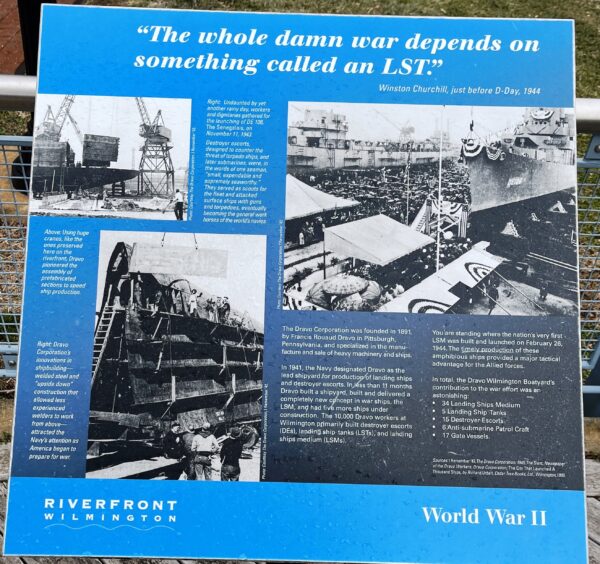 “The whole damn war depends on
something called an LST.”
Winston Churchill, just before D-Day, 1944
Right: Undaunted by yet
another rainy day, workers
and dignitaries gathered for
the launching of DE 106,
The Senegalais, on
November 11, 1943.
Destroyer escorts,
designed to counter the
threat of torpedo ships, and
later submarines, were, in
the words of one seaman,
"small, expendable and
supremely seaworthy."
They served as scouts for
the fleet and attacked
surface ships with guns
and torpedoes, eventually
becoming the general work
horses of the world's navies.
Above: Using huge
cranes, like the
ones preserved
here on the
riverfront, Dravo
pioneered the
assembly of
prefabricated
sections to speed
ship production.
Right: Dravo
Corporation's
innovations in
shipbuilding—
welded steel and
"upside down"
construction that
allowed less
experienced
welders to work
from above—
attracted the
Navy's attention as
America began to
prepare for war.
The Dravo Corporation was founded in 1891
by Francis Rouaud Dravo in Pittsburgh,
Pennsylvania, and specialized in the manu-
facture and sale of heavy machinery and ships.
In 1941, the Navy designated Dravo as the
lead shipyard for production of landing ships
and destroyer escorts. In less than 11 months
Dravo built a shipyard, built and delivered a
completely new concept in war ships, the
LSM, and had five more ships under
construction. The 10,000 Dravo workers at
Wilmington primarily built destroyer escorts
(DEs), landing ship tanks (LSTs), and landing
ships medium (LSMs).
You are standing where the nation's very first
LSM was built and launched on February 26,
1944. The timely production of these
amphibious ships provided a major tactical
advantage for the Allied forces.
In total, the Dravo Wilmington Boatyard's
contribution to the war effort was an
astonishing:
• 34 Landing Ships Medium
• 5 Landing Ship Tanks
• 15 Destroyer Escorts
• 6 Anti-submarine Patrol Craft
• 17 Gate Vessels.
RIVERFRONT
WILMINGTON
World War II